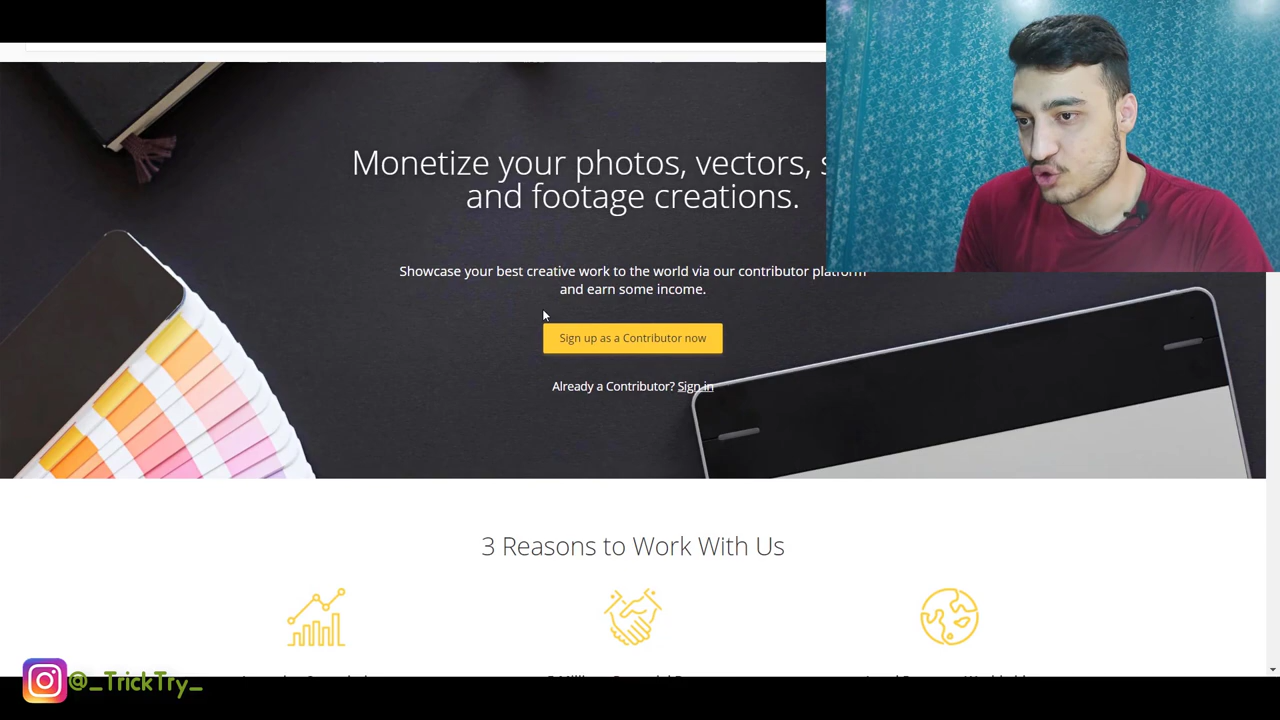 Monetize your photos, vectors,
and footage creations.
Showcase your best creative work to the world via our contributor platform
and earn some income.
Sign up as a Contributor now
Already a Contributor? Sign in
3 Reasons to Work With Us
@_TrickTry_